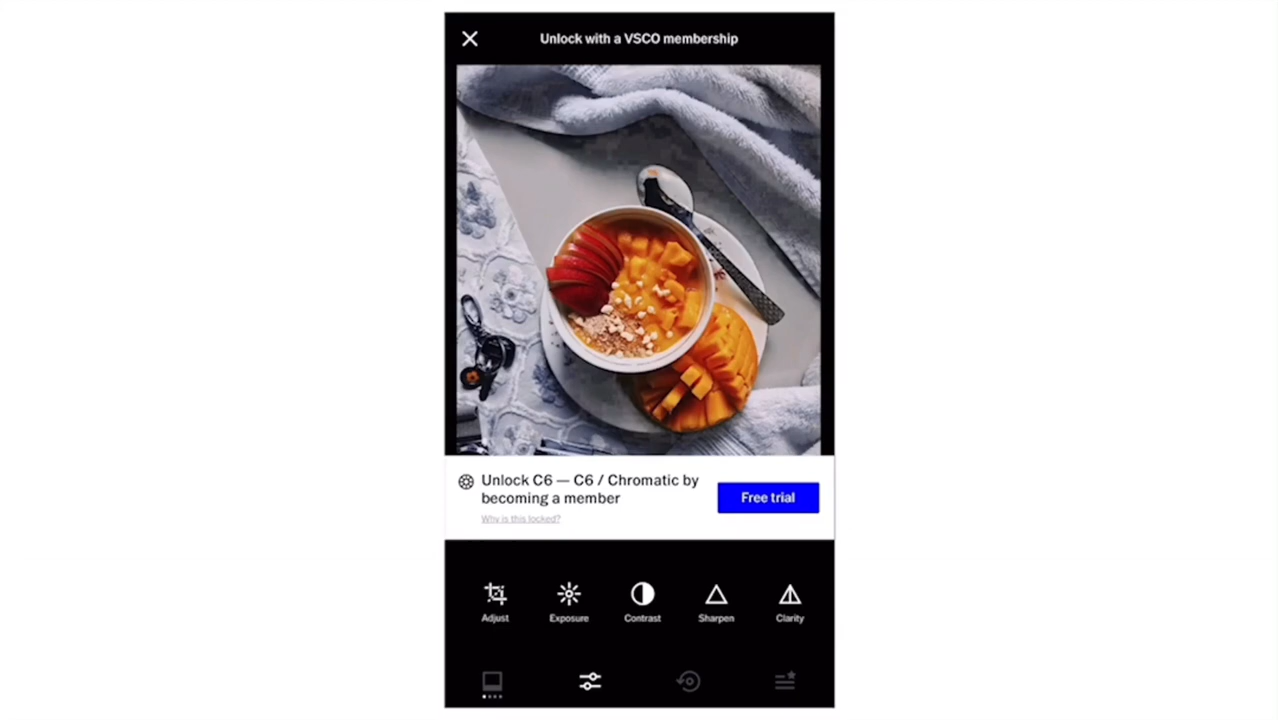 Unlock with a VSCO membership
Unlock C6 — C6 / Chromatic by
becoming a member
Free trial
Why is this locked?
Adjust
Exposure
Contrast
Sharpen
Clarity